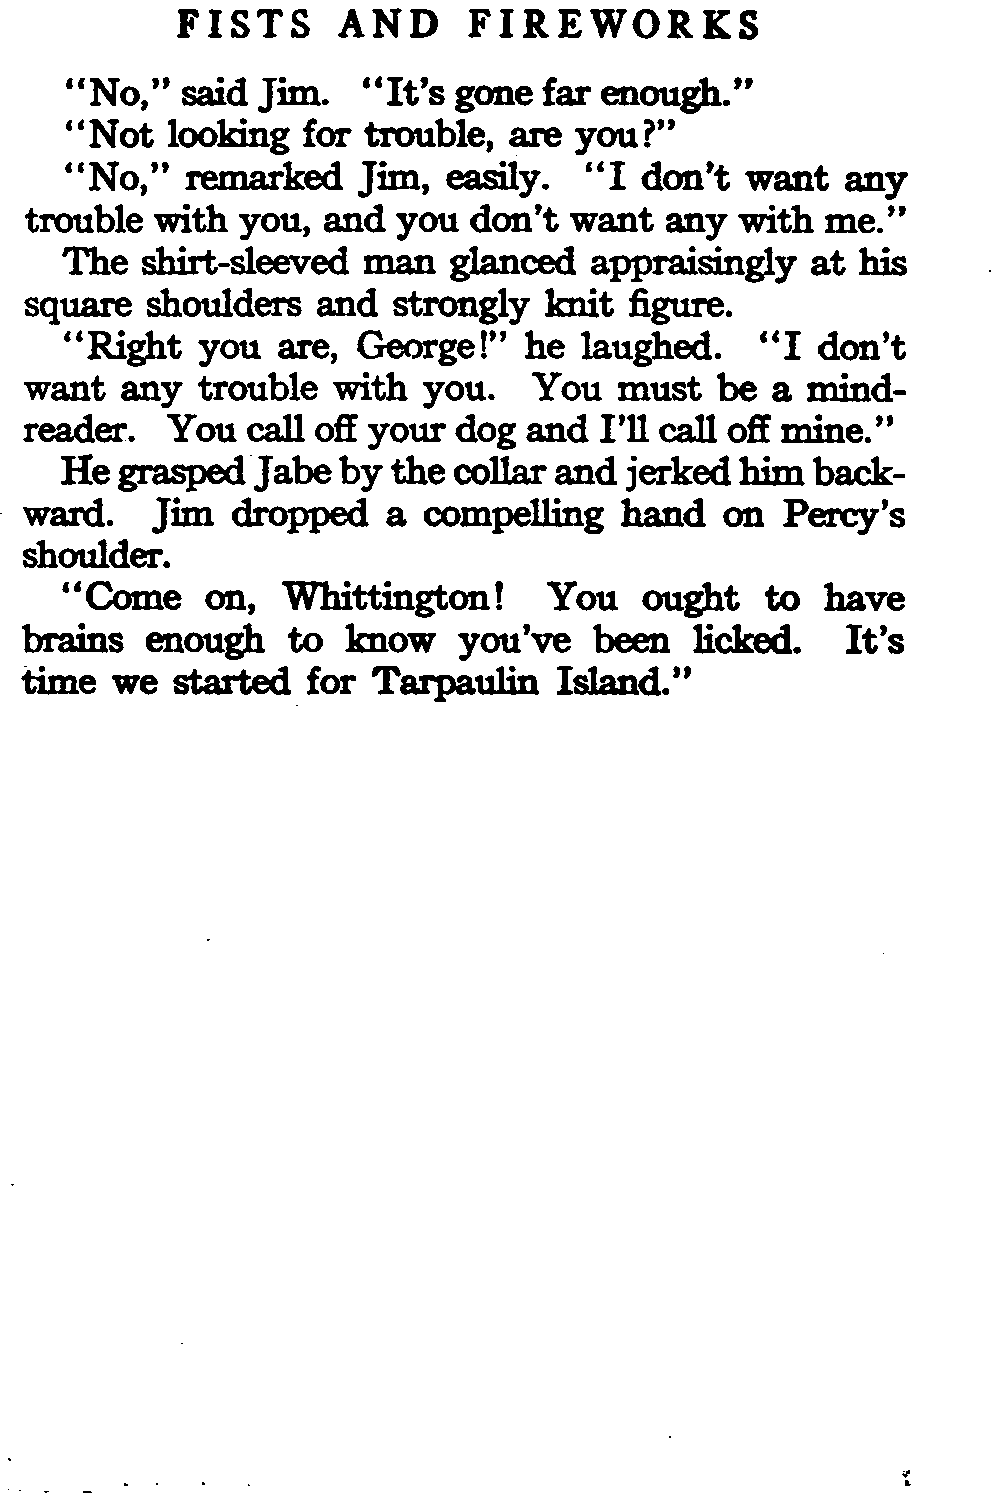 FISTS AND FIREWORKS
"No," said Jim. "It's gone far enough."
"Not looking for trouble, are you?"
"No," remarked Jim, easily. "I don't want any
trouble with you, and you don't want any with me."
The shirt-sleeved man glanced appraisingly at his
square shoulders and strongly knit figure.
"Right you are, George!" he laughed. "I don't
want any trouble with you. You must be a mind-
reader. You call off your dog and I'll call off mine."
He grasped Jabe by the collar and jerked him back-
ward. Jim dropped a compelling hand on Percy's
shoulder.
"Come on, Whittington! You ought to have
brains enough to know you've been licked. It's
time we started for Tarpaulin Island."